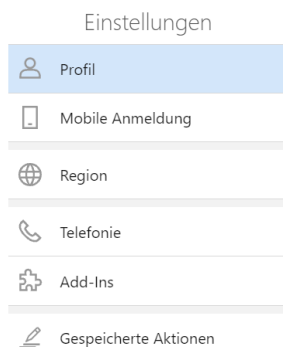 Einstellungen
Profil
Mobile Anmeldung
Region
Telefonie
Add-Ins
Gespeicherte Aktionen